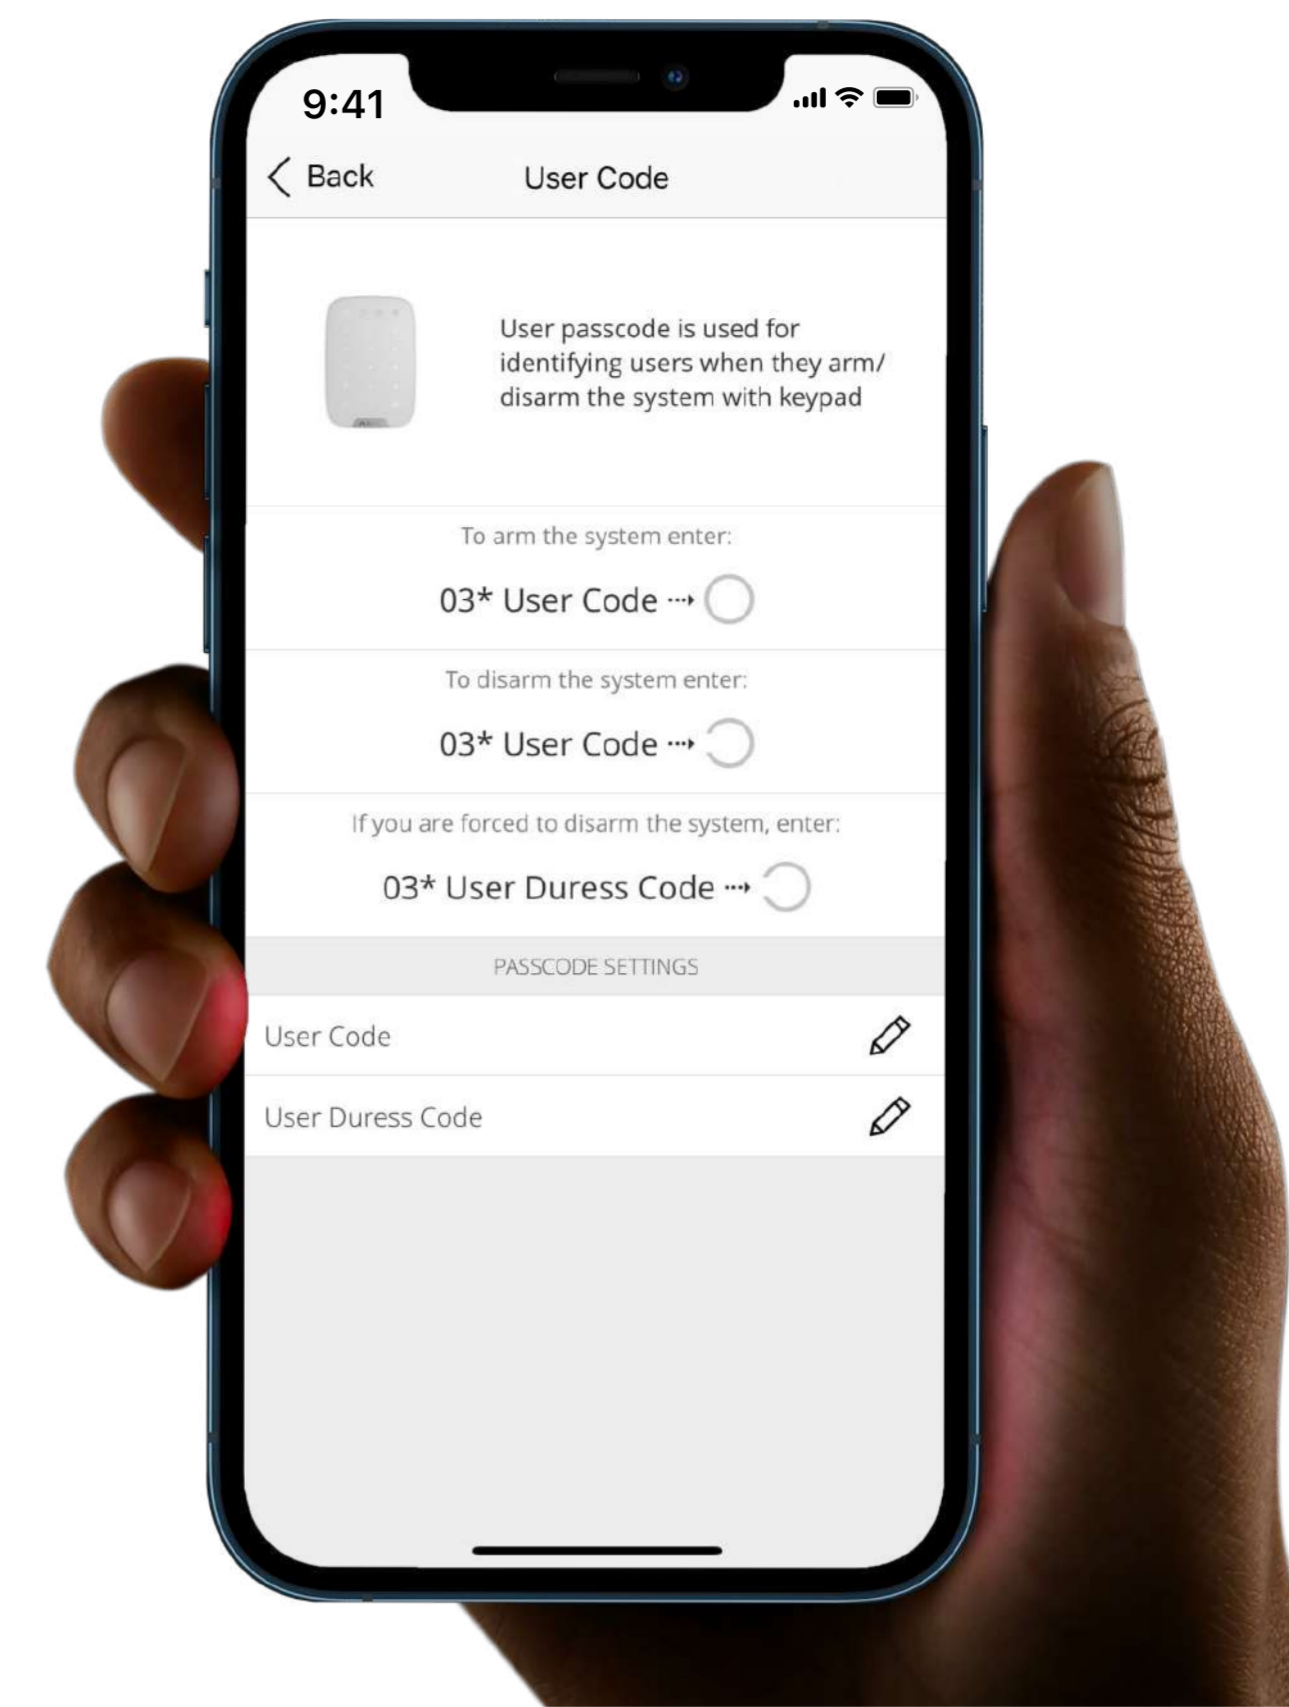 9:41
Back
User Code
User passcode is used for
identifying users when they arm/
disarm the system with keypad
To arm the system enter:
03* User Code
To disarm the system enter:
03* User Code
If you are forced to disarm the system, enter:
03* User Duress Code
PASSCODE SETTINGS
User Code
User Duress Code